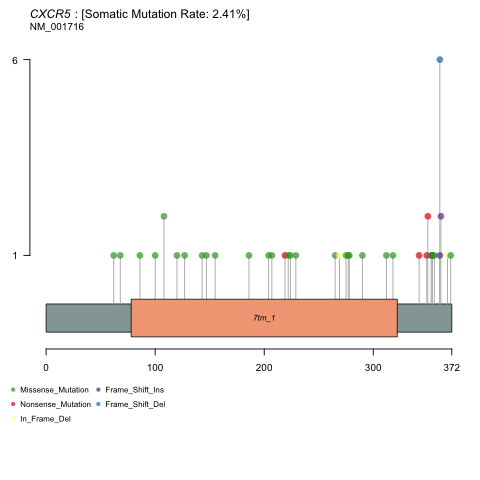 CXCR5 : [Somatic Mutation Rate: 2.41%]
NM_001716
6
1
7tm_1
0 100 200 300 372
Missense_Mutation Frame_Shift_Ins
Nonsense_Mutation Frame_Shift_Del
In_Frame_Del